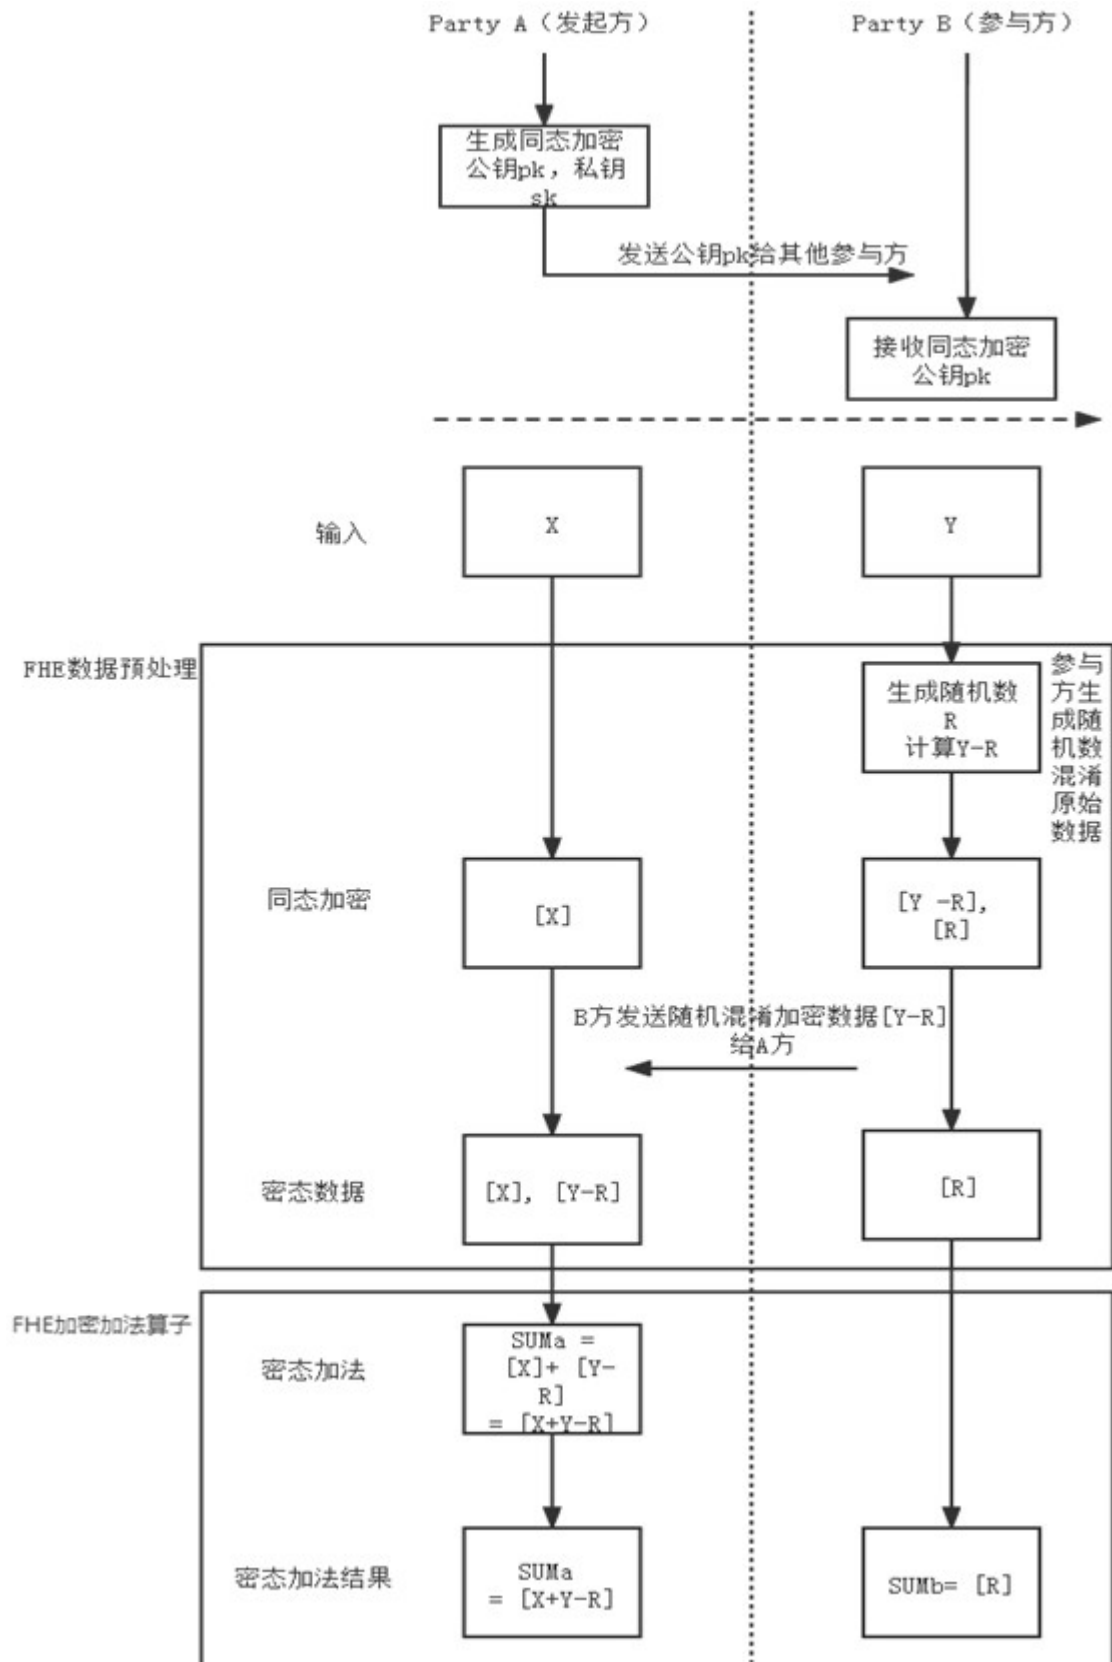 Party A（发起方）
Party B（参与方）
生成同态加密
公钥pk，私钥
sk
发送公钥pk给其他参与方
接收同态加密
公钥pk
输入
X
Y
FHE数据预处理
生成随机数
R
计算Y-R
参与
方生
成随
机数
混淆
原始
数据
同态加密
[X]
[Y -R],
[R]
B方发送随机混淆加密数据[Y-R]
给A方
密态数据
[X], [Y-R]
[R]
FHE加密加法算子
密态加法
SUMa =
[X]+ [Y-
R]
= [X+Y-R]
密态加法结果
SUMa
= [X+Y-R]
SUMb= [R]